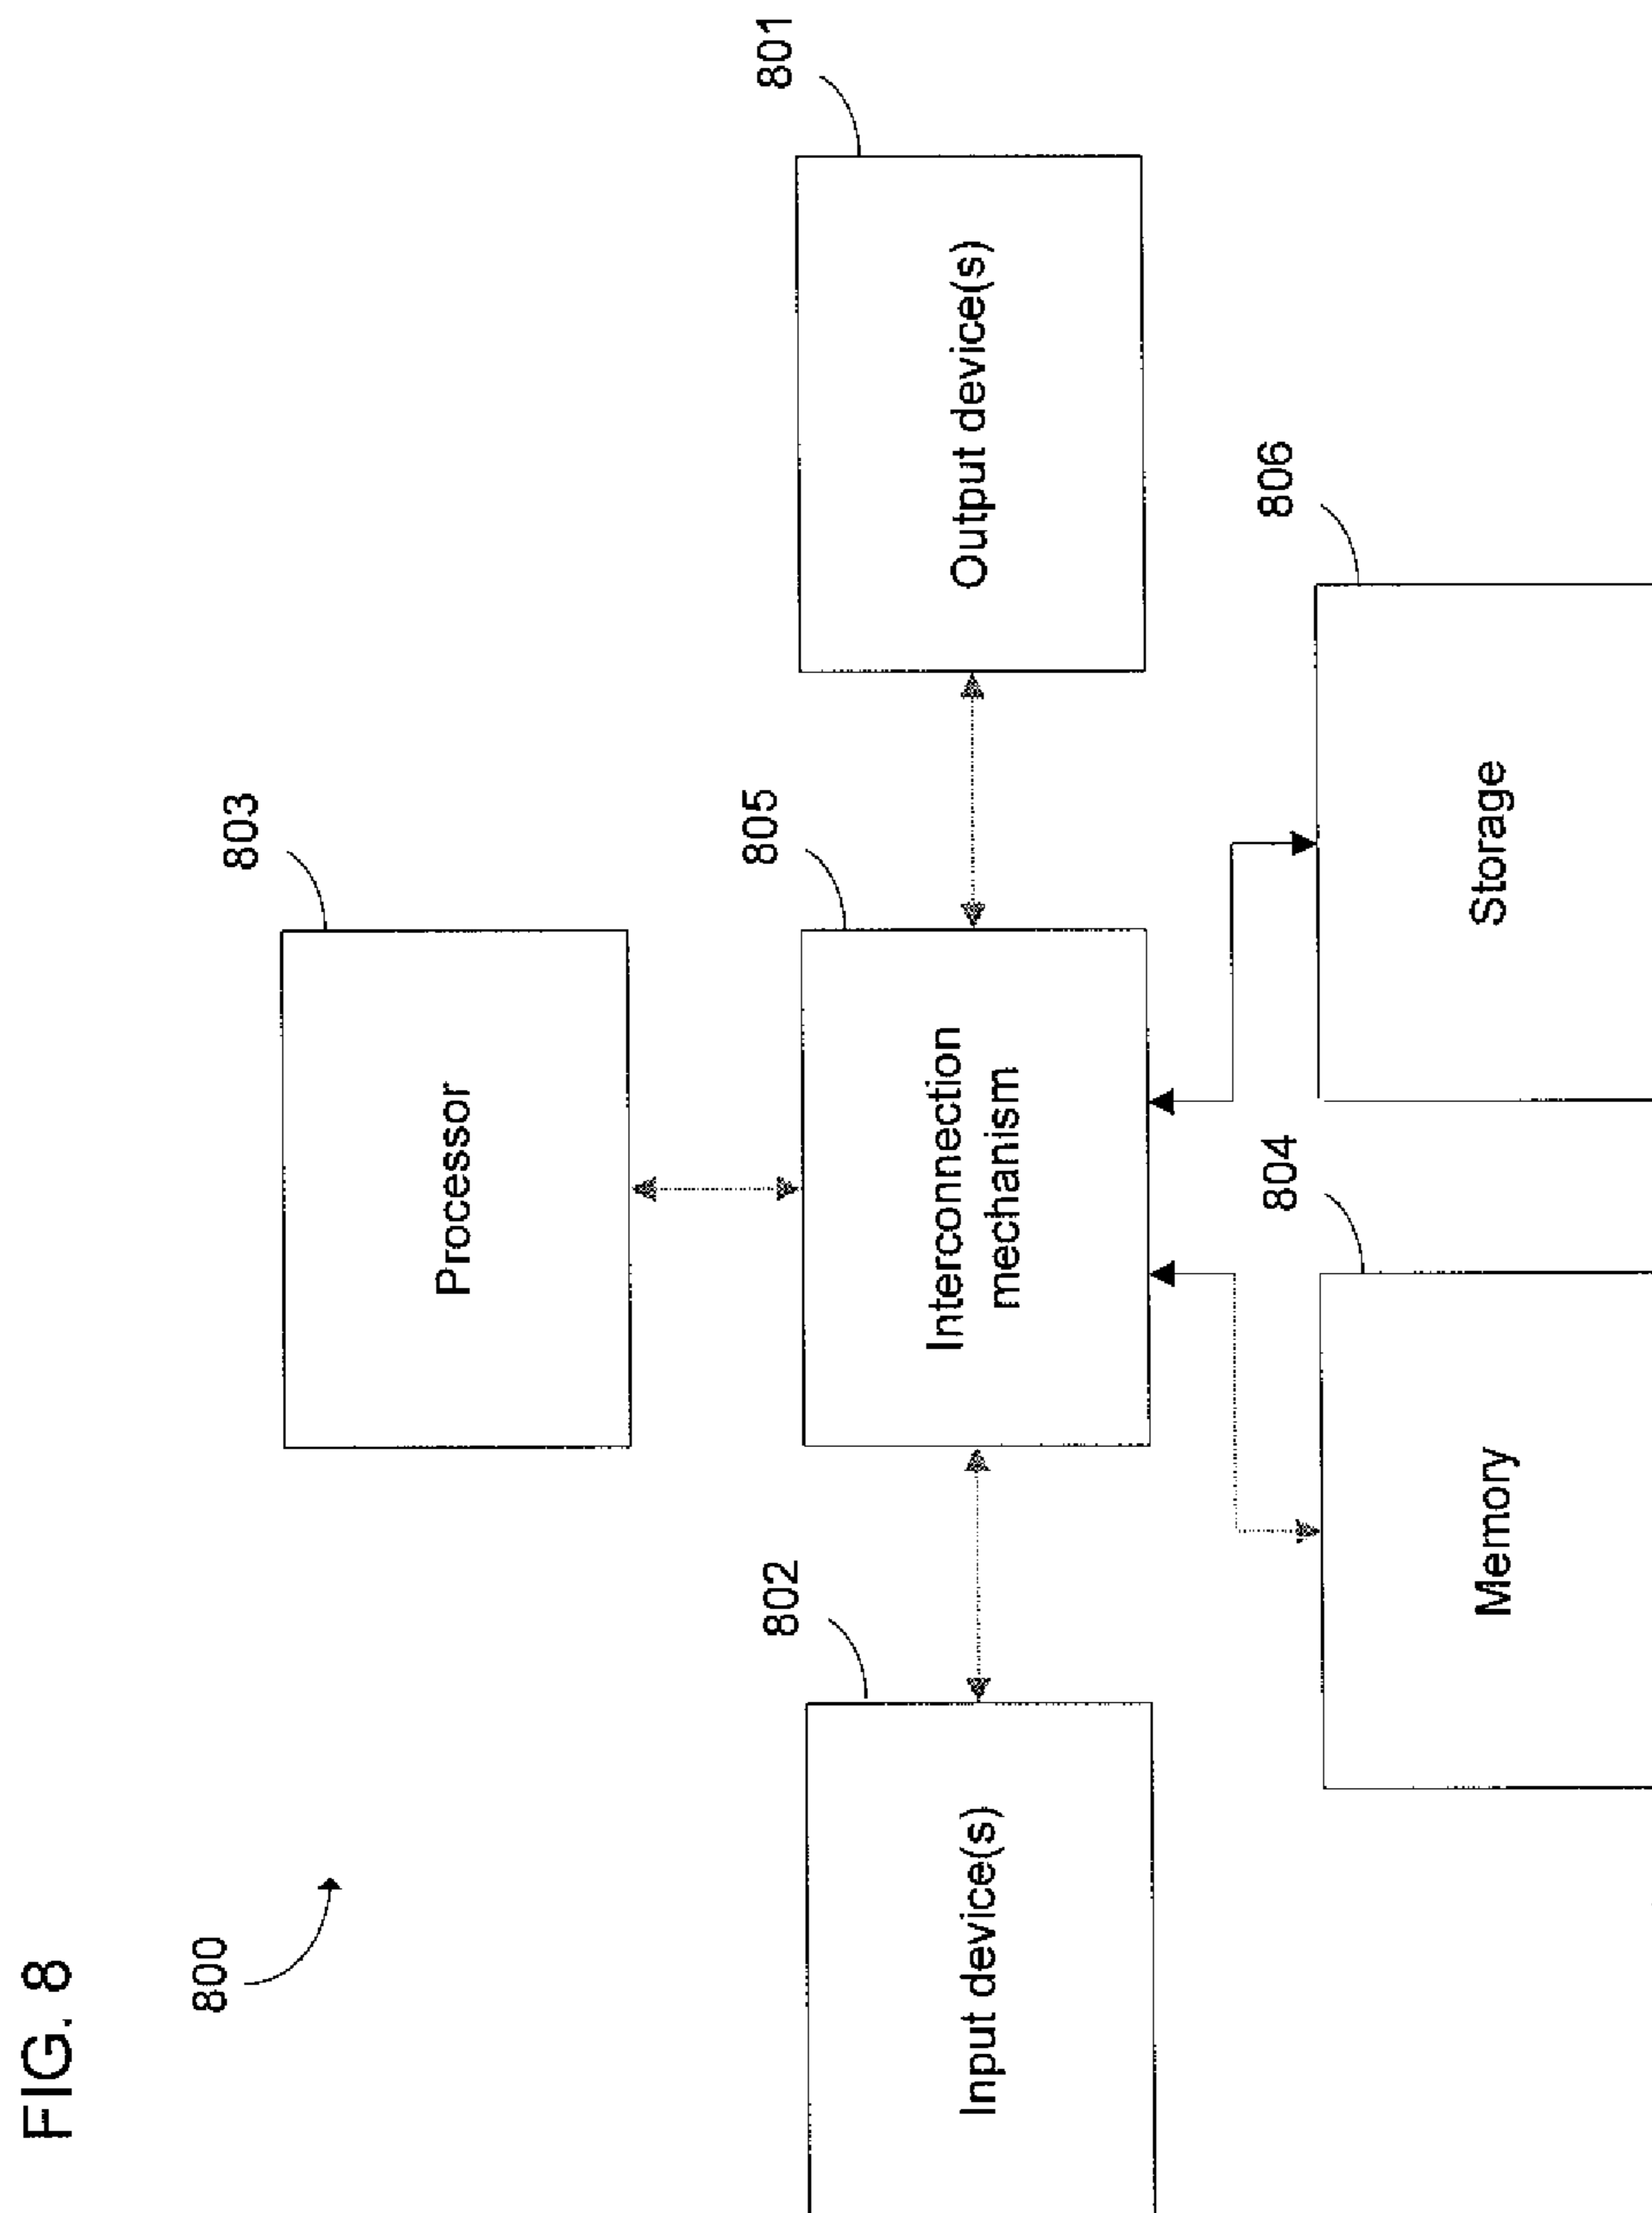 FIG. 8
800
803
Processor
802
Input device(s)
805
Interconnection
mechanism
801
Output device(s)
804
Memory
806
Storage